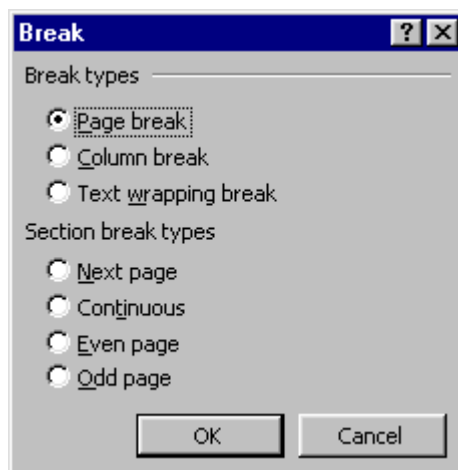 Break
Break types
Page break
Column break
Text wrapping break
Section break types
Next page
Continuous
Even page
Odd page
OK Cancel